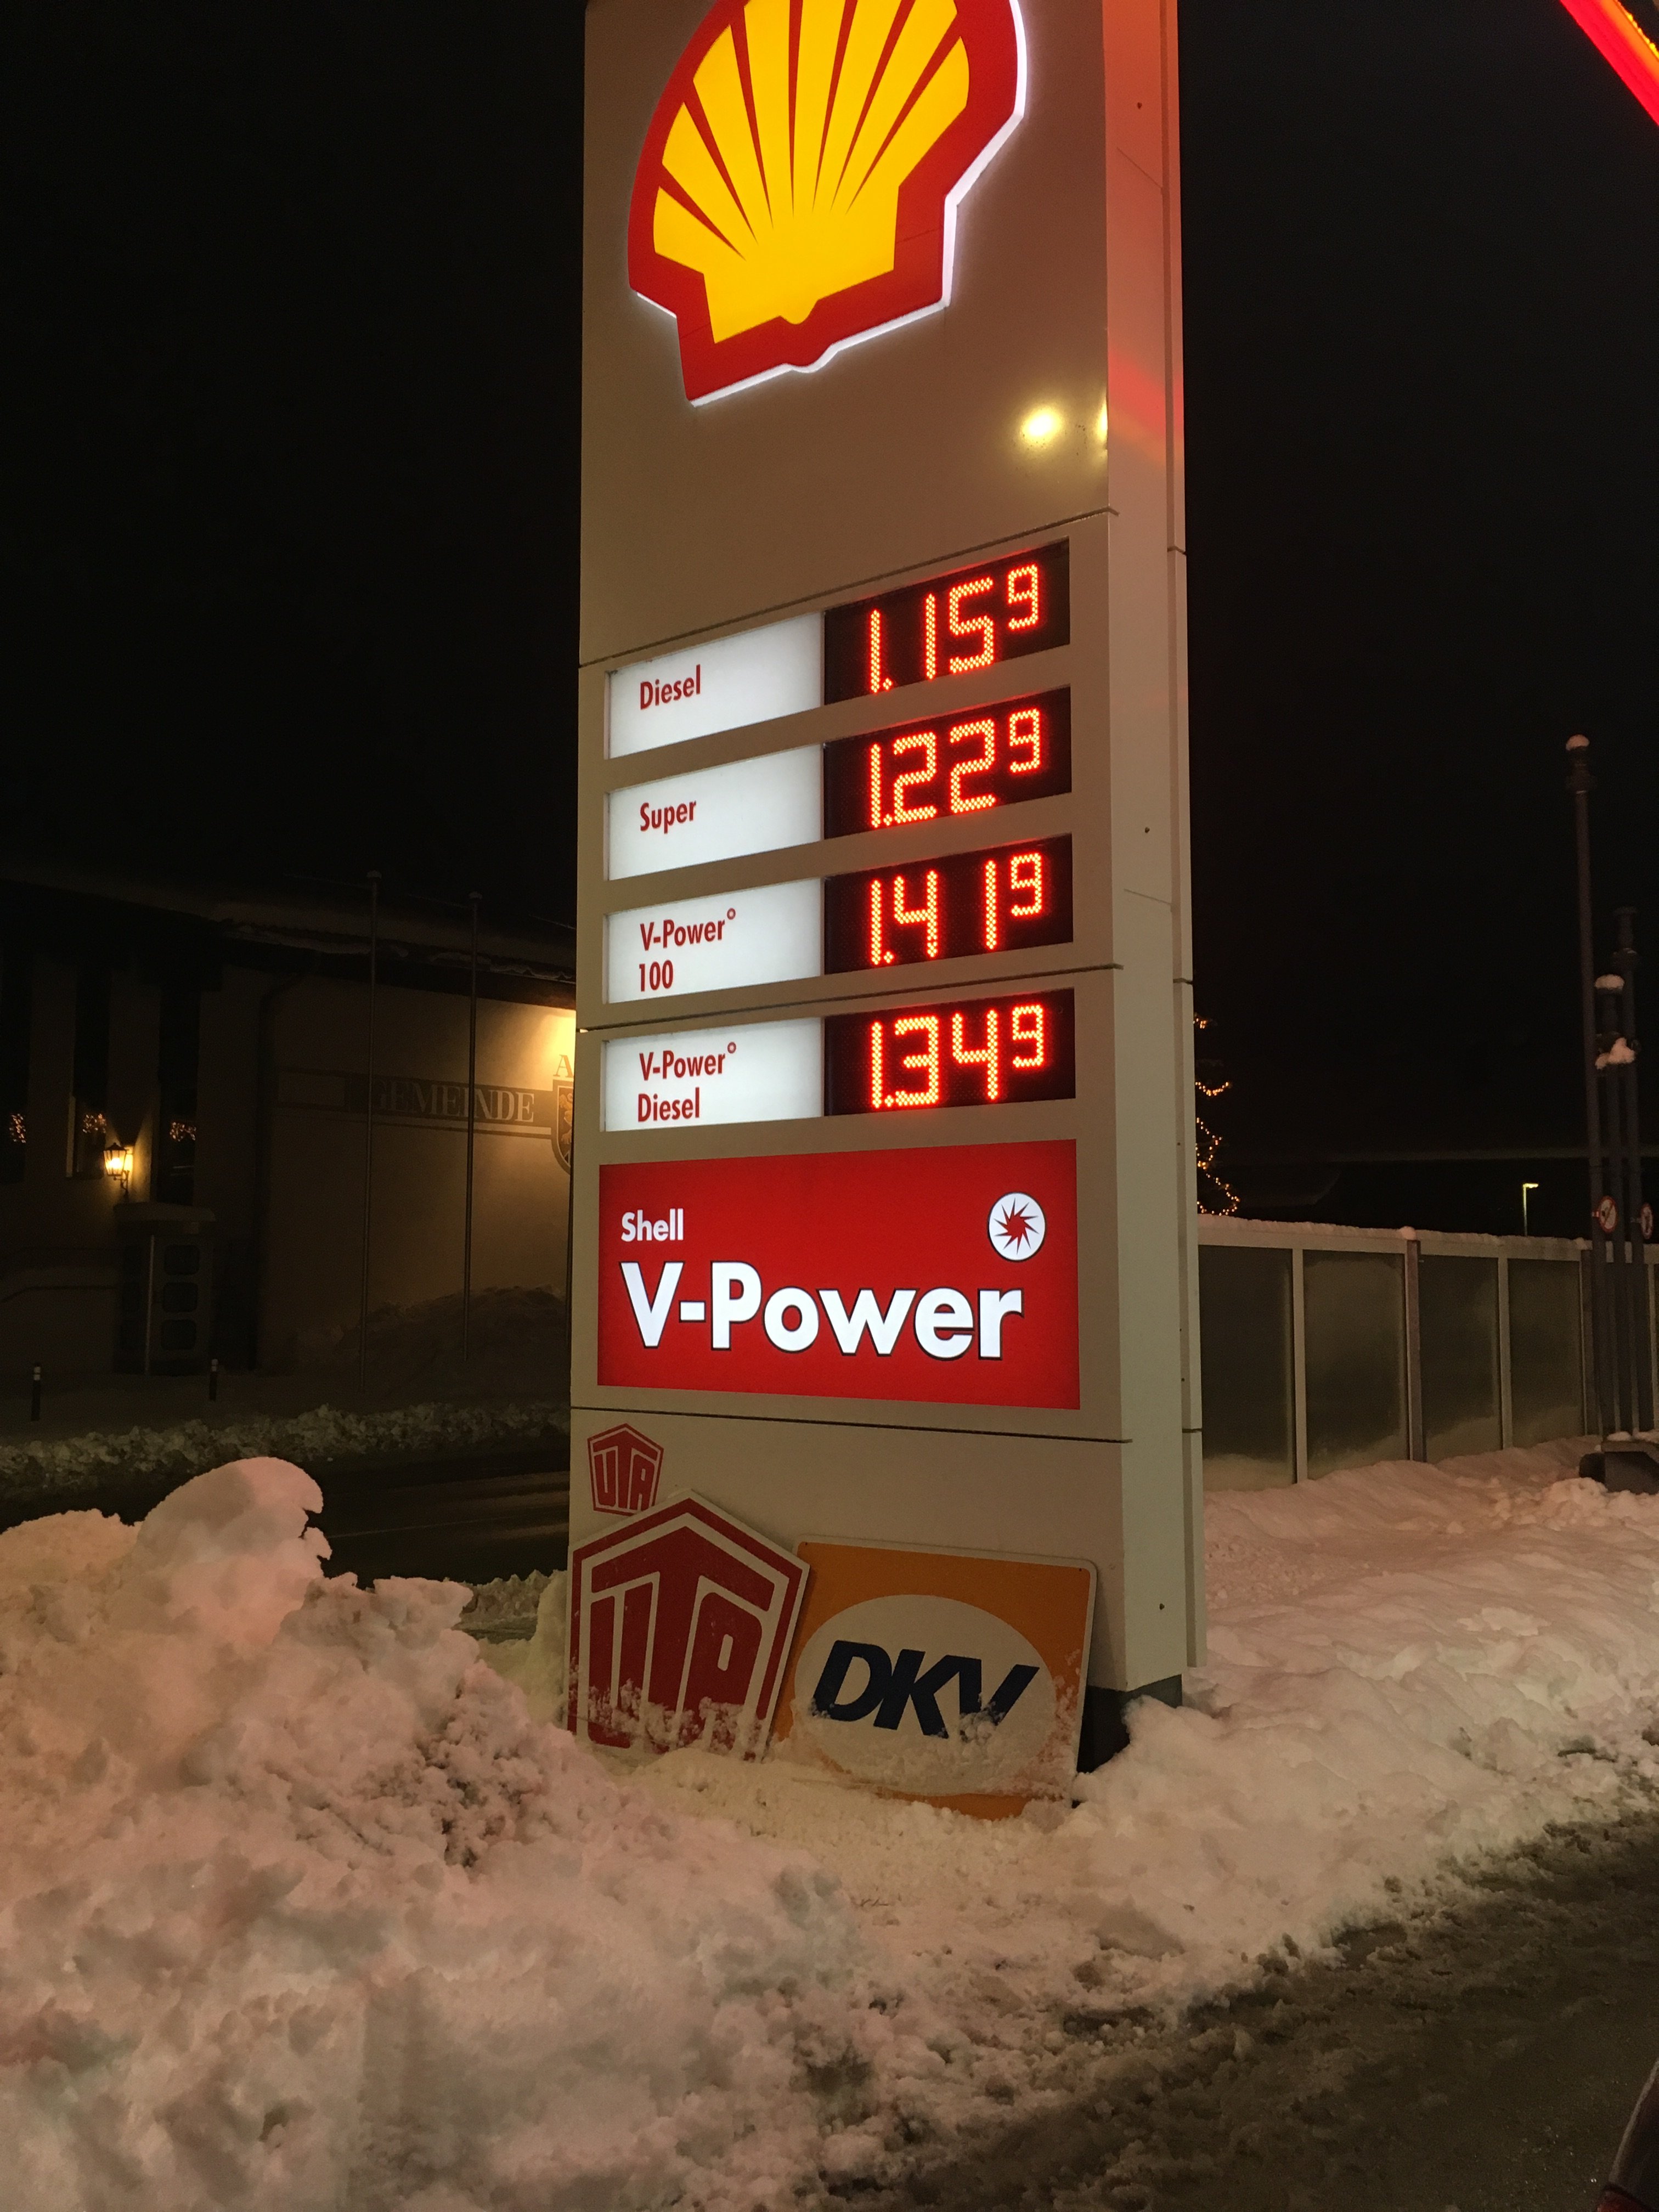 Diesel 1.15⁹
Super 1.22⁹
V-Power° 1.41⁹
100
V-Power° 1.34⁹
Diesel
Shell
V-Power
UTA
UTA
DKV
GEMEINDE